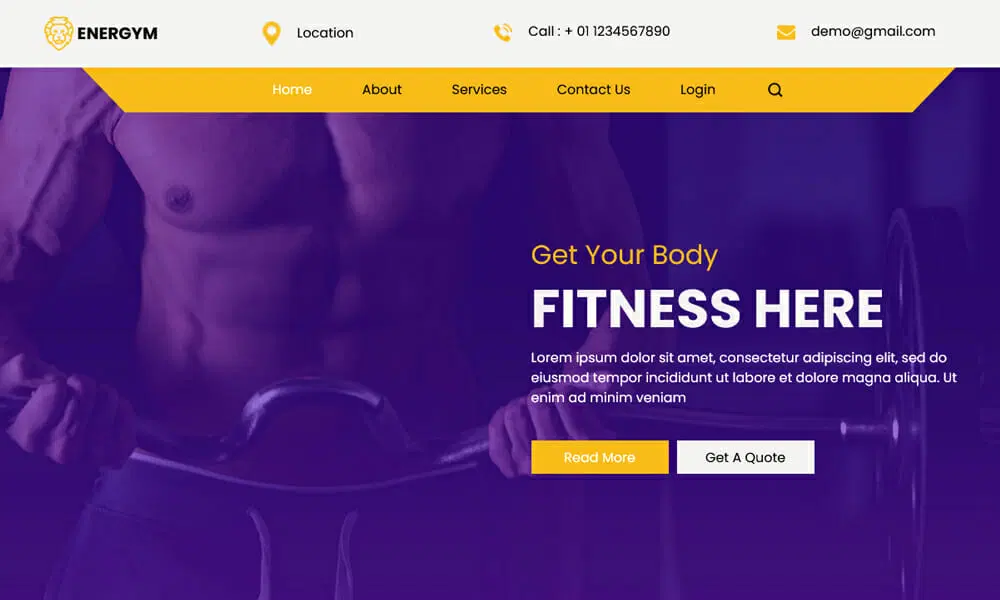 ENERGYM
Location
Call : + 01 1234567890
demo@gmail.com
Home
About
Services
Contact Us
Login
Get Your Body
FITNESS HERE
Lorem ipsum dolor sit amet, consectetur adipiscing elit, sed do
eiusmod tempor incididunt ut labore et dolore magna aliqua. Ut
enim ad minim veniam
Read More
Get A Quote